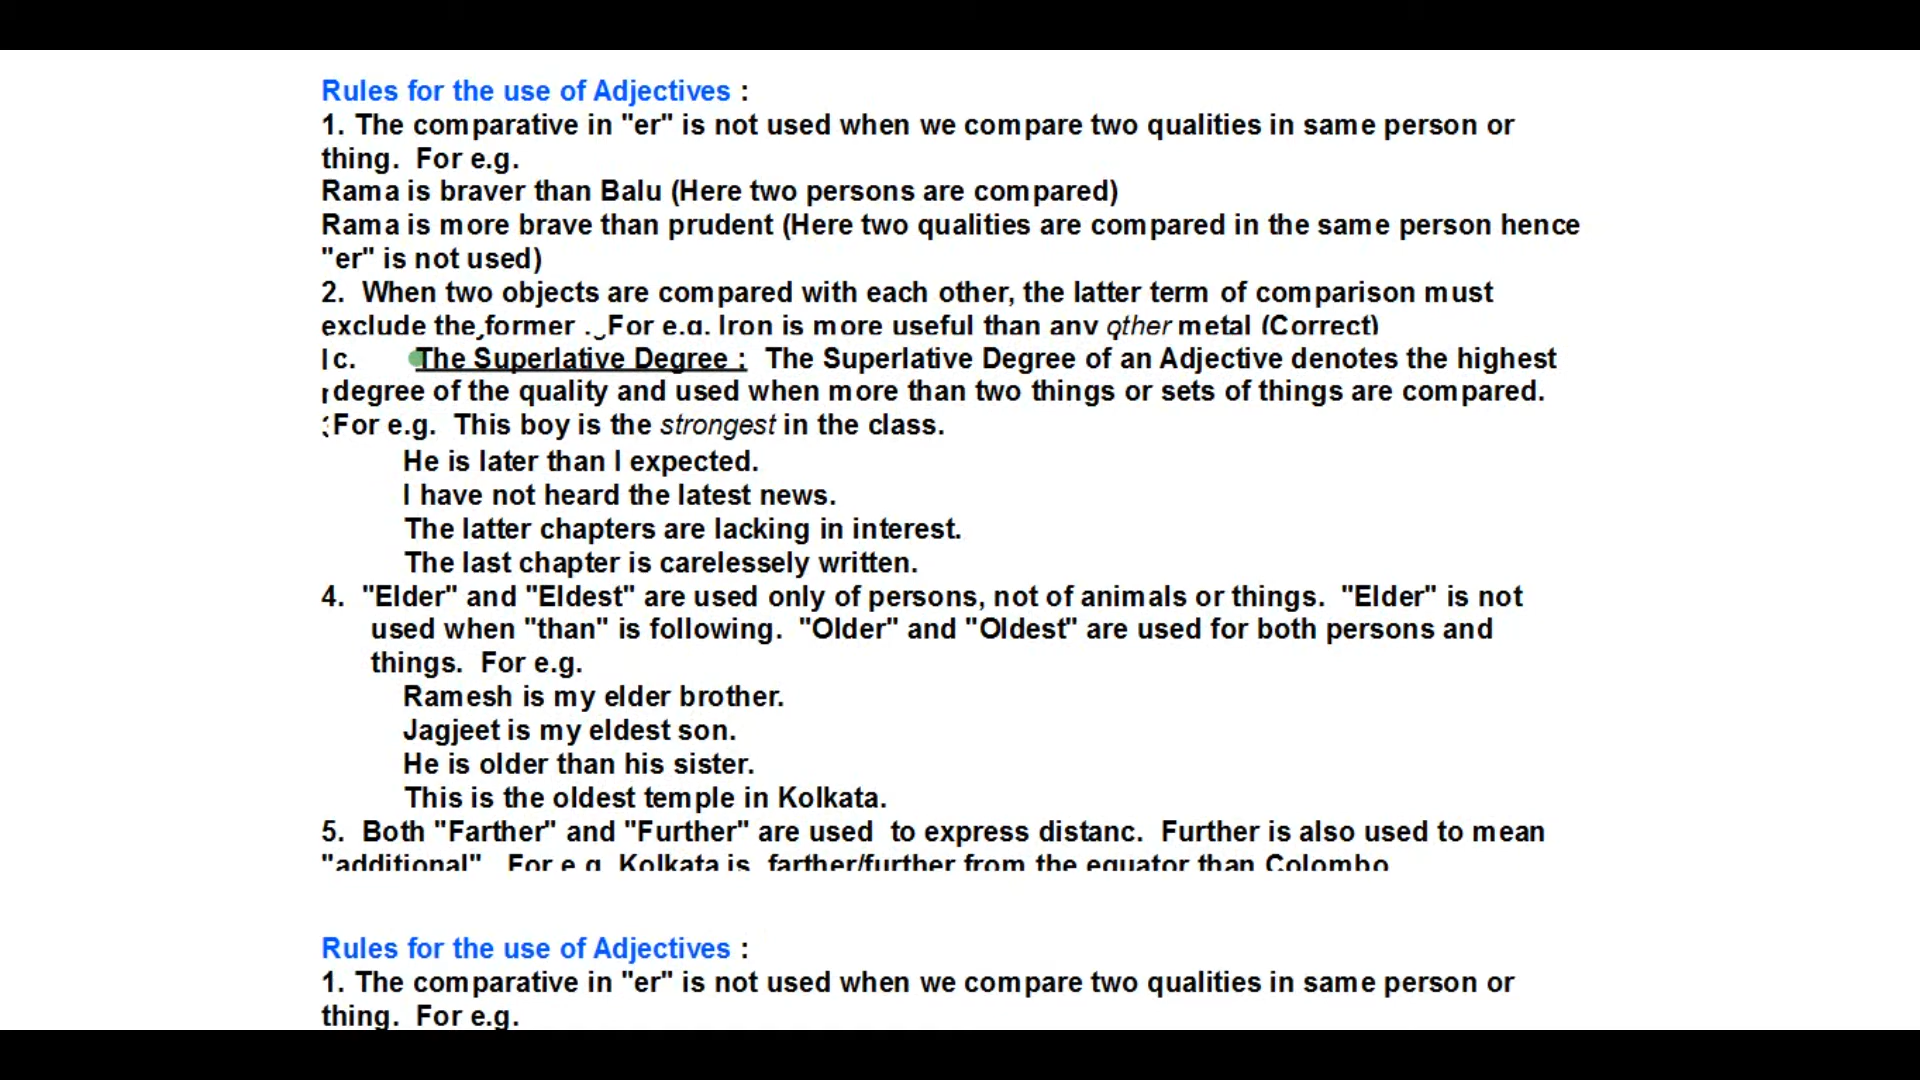 Rules for the use of Adjectives :
1. The comparative in "er" is not used when we compare two qualities in same person or
thing. For e.g.
Rama is braver than Balu (Here two persons are compared)
Rama is more brave than prudent (Here two qualities are compared in the same person hence
"er" is not used)
2. When two objects are compared with each other, the latter term of comparison must
exclude the former . For e.g. Iron is more useful than any other metal (Correct)
c. The Superlative Degree : The Superlative Degree of an Adjective denotes the highest
degree of the quality and used when more than two things or sets of things are compared.
For e.g. This boy is the strongest in the class.
He is later than I expected.
I have not heard the latest news.
The latter chapters are lacking in interest.
The last chapter is carelessely written.
4. "Elder" and "Eldest" are used only of persons, not of animals or things. "Elder" is not
used when "than" is following. "Older" and "Oldest" are used for both persons and
things. For e.g.
Ramesh is my elder brother.
Jagjeet is my eldest son.
He is older than his sister.
This is the oldest temple in Kolkata.
5. Both "Farther" and "Further" are used to express distanc. Further is also used to mean
"additional" For e.g. Kolkata is farther/further from the equator than Colombo
Rules for the use of Adjectives :
1. The comparative in "er" is not used when we compare two qualities in same person or
thing. For e.g.